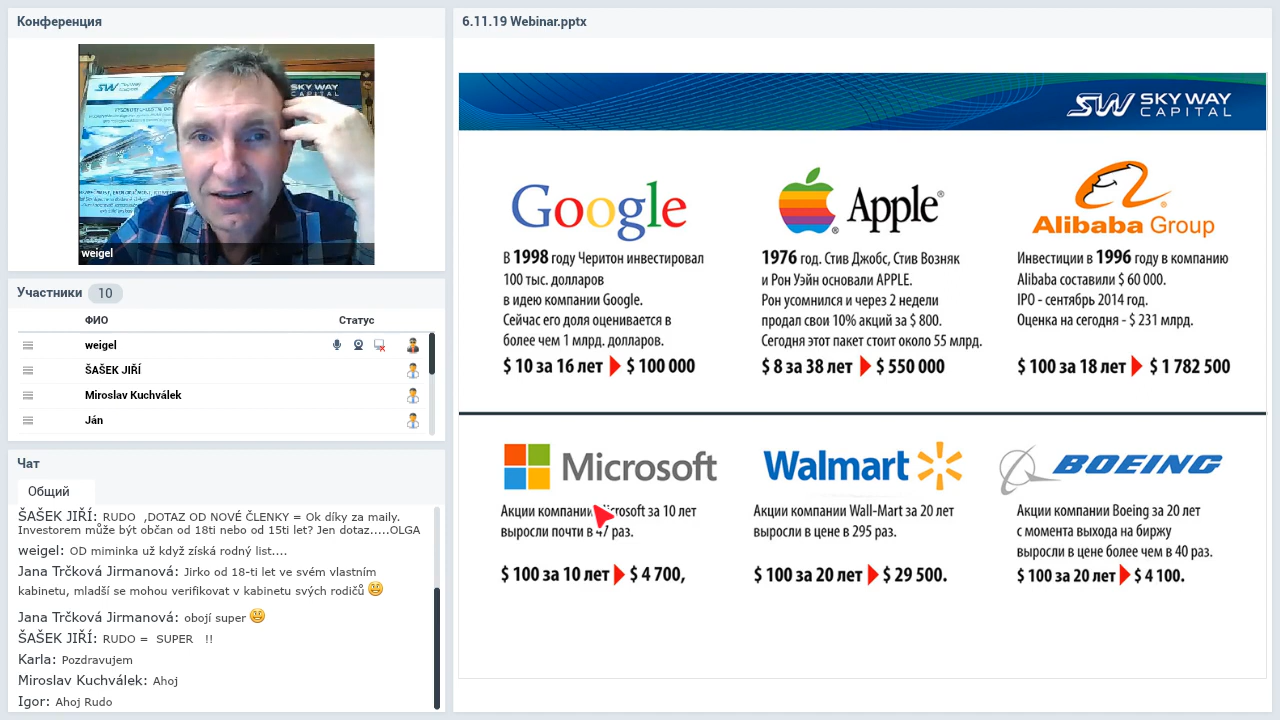 Конференция
SW
SKY WAY
CAPITAL
weigel
Участники 10
ФИО Статус
weigel
ŠAŠEK JIŘÍ
Miroslav Kuchválek
Ján
Чат
Общий
ŠAŠEK JIŘÍ: RUDO ,DOTAZ OD NOVÉ ČLENKY = Ok díky za maily.
Investorem může být občan od 18ti nebo od 15ti let? Jen dotaz.....OLGA
weigel: OD miminka už když získá rodný list....
Jana Trčková Jirmanová: Jirko od 18-ti let ve svém vlastním
kabinetu, mladší se mohou verifikovat v kabinetu svých rodičů
Jana Trčková Jirmanová: obojí super
ŠAŠEK JIŘÍ: RUDO = SUPER !!
Karla: Pozdravujem
Miroslav Kuchválek: Ahoj
Igor: Ahoj Rudo
6.11.19 Webinar.pptx
SW SKY WAY
CAPITAL
Google
В 1998 году Черитон инвестировал
100 тыс. долларов
в идею компании Google.
Сейчас его доля оценивается в
более чем 1 млрд. долларов.
$ 10 за 16 лет $ 100 000
Apple®
1976 год. Стив Джобс, Стив Возняк
и Рон Уэйн основали APPLE.
Рон усомнился и через 2 недели
продал свои 10% акций за $ 800.
Сегодня этот пакет стоит около 55 млрд.
$ 8 за 38 лет $ 550 000
Alibaba Group
Инвестиции в 1996 году в компанию
Alibaba составили $ 60 000.
IPO - сентябрь 2014 год.
Оценка на сегодня - $ 231 млрд.
$ 100 за 18 лет $ 1 782 500
Microsoft
Акции компании за 10 лет
выросли почти в 47 раз.
$ 100 за 10 лет $ 4 700,
Walmart
Акции компании Wall-Mart за 20 лет
выросли в цене в 295 раз.
$ 100 за 20 лет $ 29 500.
BOEING
Акции компании Boeing за 20 лет
с момента выхода на биржу
выросли в цене более чем в 40 раз.
$ 100 за 20 лет $ 4 100.